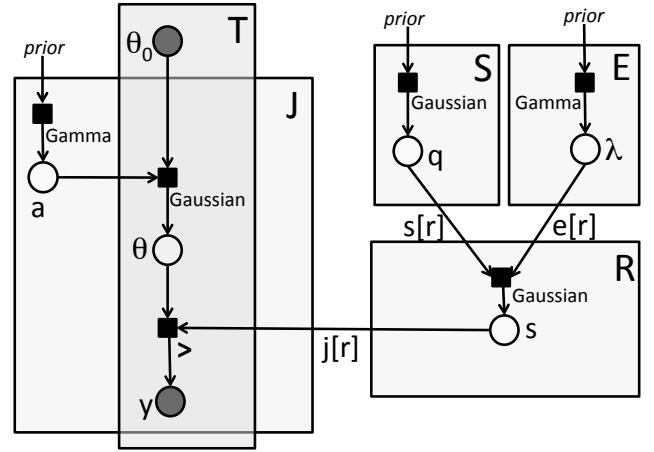 prior
θ0
T
prior
prior
S
E
J
Gamma
Gaussian
Gamma
q
λ
a
Gaussian
s[r]
e[r]
θ
R
Gaussian
>
j[r]
s
y